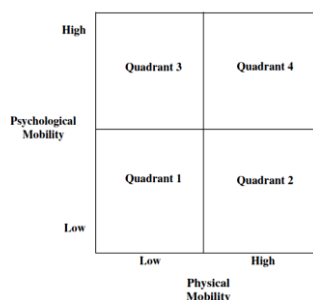 High
Quadrant 3
Quadrant 4
Psychological
Mobility
Quadrant 1
Quadrant 2
Low
Low
High
Physical
Mobility